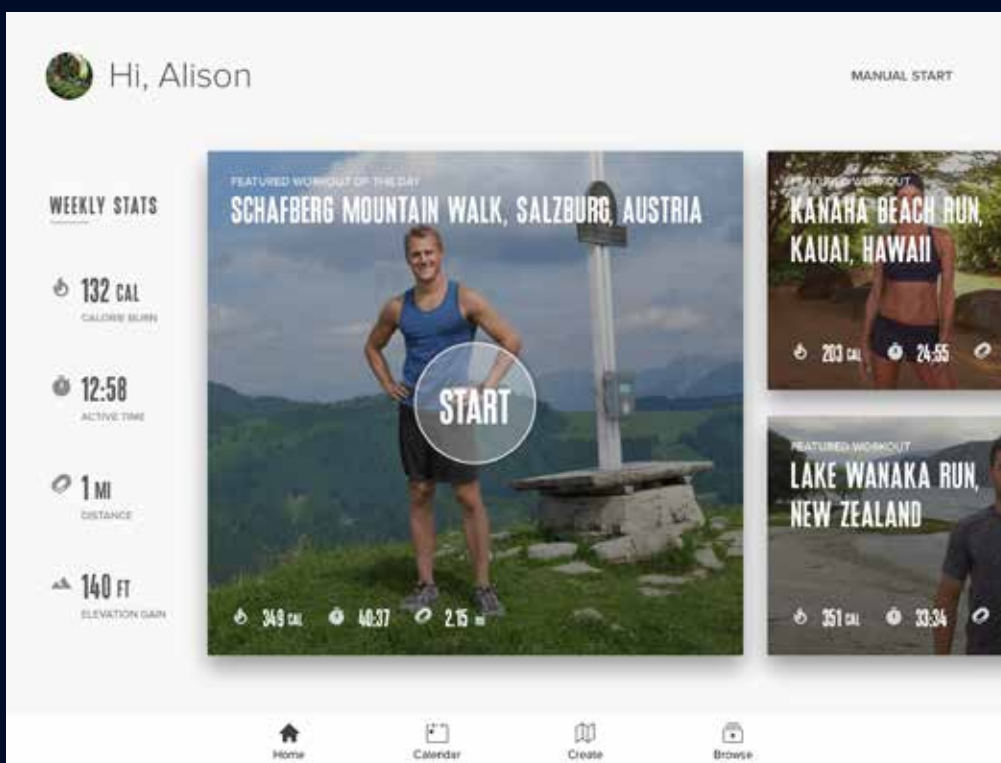 Hi, Alison
MANUAL START
WEEKLY STATS
132 CAL
CALORIE BURN
12:58
ACTIVE TIME
1 MI
DISTANCE
140 FT
ELEVATION GAIN
FEATURED WORKOUT OF THE DAY
SCHAFBERG MOUNTAIN WALK, SALZBURG, AUSTRIA
START
349 CAL 40:37 2.15 mi
FEATURED WORKOUT
KANAHA BEACH RUN,
KAUAI, HAWAII
203 CAL 24:55
FEATURED WORKOUT
LAKE WANAKA RUN,
NEW ZEALAND
351 CAL 33:34
Home Calendar Create Browse